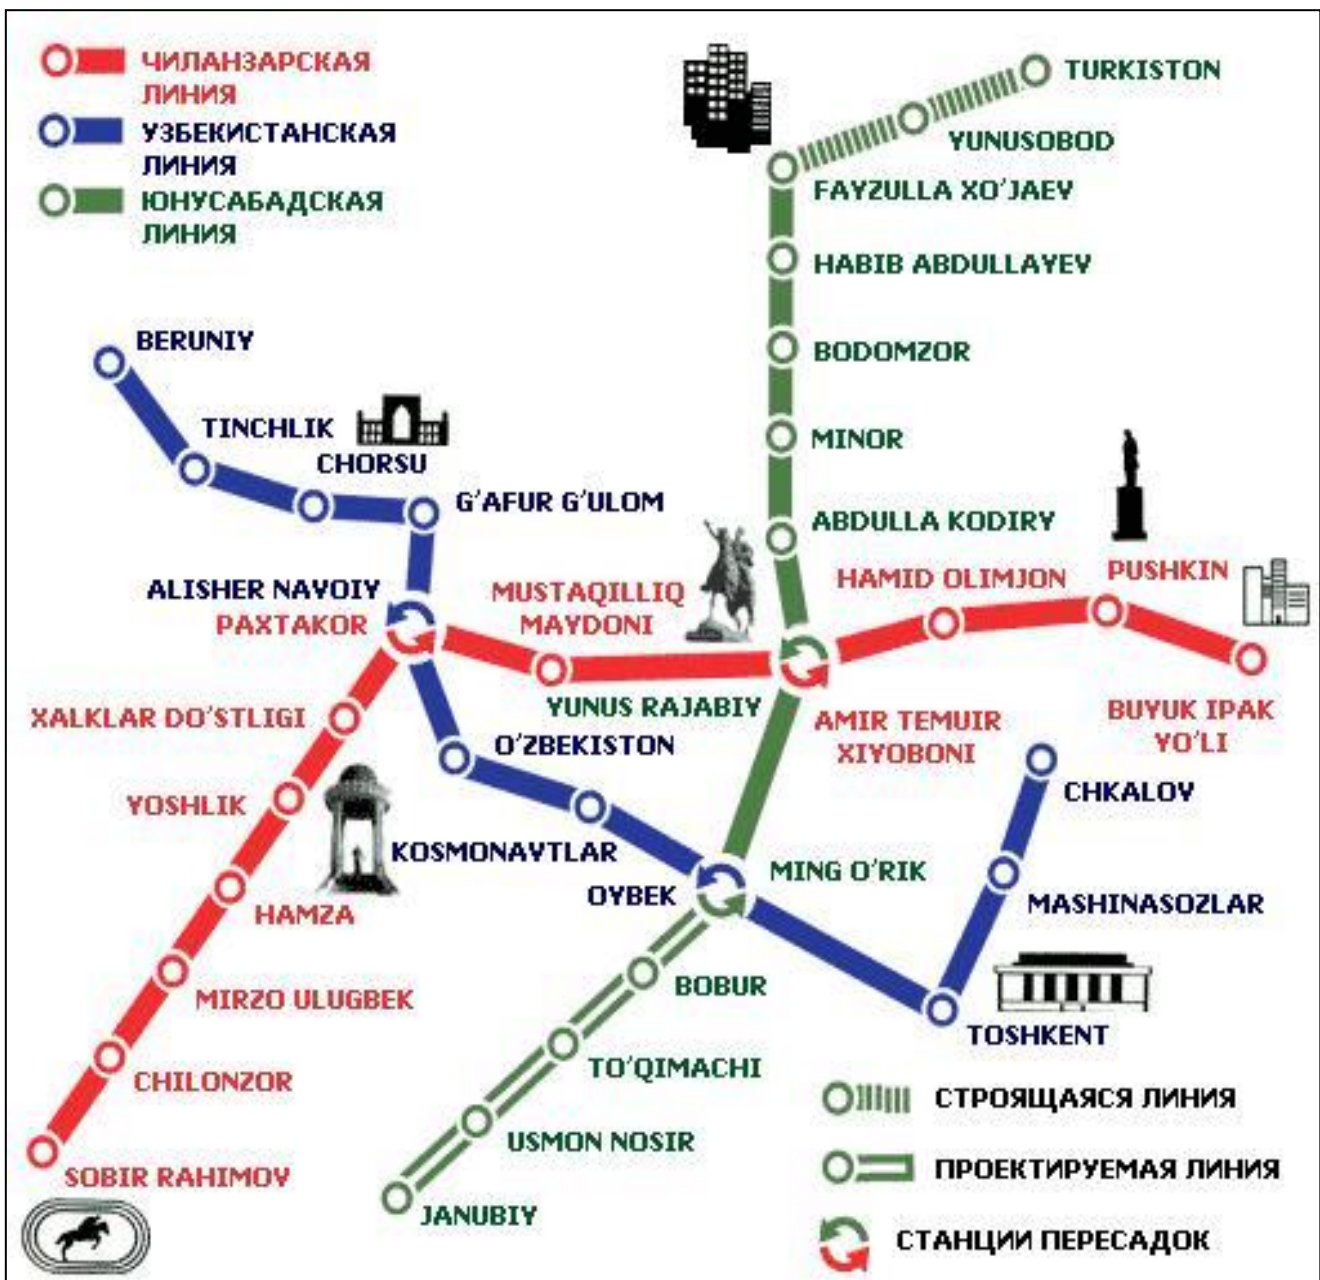 ЧИЛАНЗАРСКАЯ
ЛИНИЯ
УЗБЕКИСТАНСКАЯ
ЛИНИЯ
ЮНУСАБАДСКАЯ
ЛИНИЯ
TURKISTON
YUNUSOBOD
FAYZULLA XO'JAEV
HABIB ABDULLAYEV
BERUNIY
BODOMZOR
TINCHLIK
MINOR
CHORSU
G'AFUR G'ULOM
ABDULLA KODIRY
HAMID OLIMJON
PUSHKIN
ALISHER NAVOIY
PAXTAKOR
MUSTAQILLIQ
MAYDONI
YUNUS RAJABIY
AMIR TEMUIR
XIYOBONI
BUYUK IPAK
YO'LI
XALKLAR DO'STLIGI
O'ZBEKISTON
CHKALOV
YOSHLIK
KOSMONAVTLAR
OYBEK
MING O'RIK
MASHINASOZLAR
HAMZA
BOBUR
MIRZO ULUGBEK
TOSHKENT
TO'QIMACHI
CHILONZOR
СТРОЯЩАЯСЯ ЛИНИЯ
USMON NOSIR
ПРОЕКТИРУЕМАЯ ЛИНИЯ
SOBIR RAHIMOV
JANUBIY
СТАНЦИИ ПЕРЕСАДОК